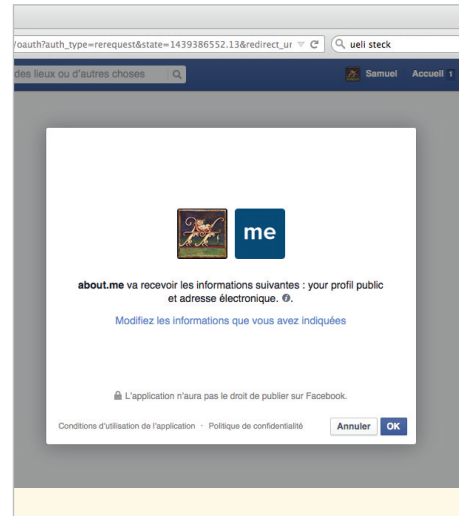 /oauth?auth_type=rerequest&state=1439386552.13&redirect_ur
ueli steck
des lieux ou d'autres choses
Samuel Accueil 1
me
about.me va recevoir les informations suivantes : your profil public
et adresse électronique.
Modifiez les informations que vous avez indiquées
L'application n'aura pas le droit de publier sur Facebook.
Conditions d'utilisation de l'application · Politique de confidentialité
Annuler OK